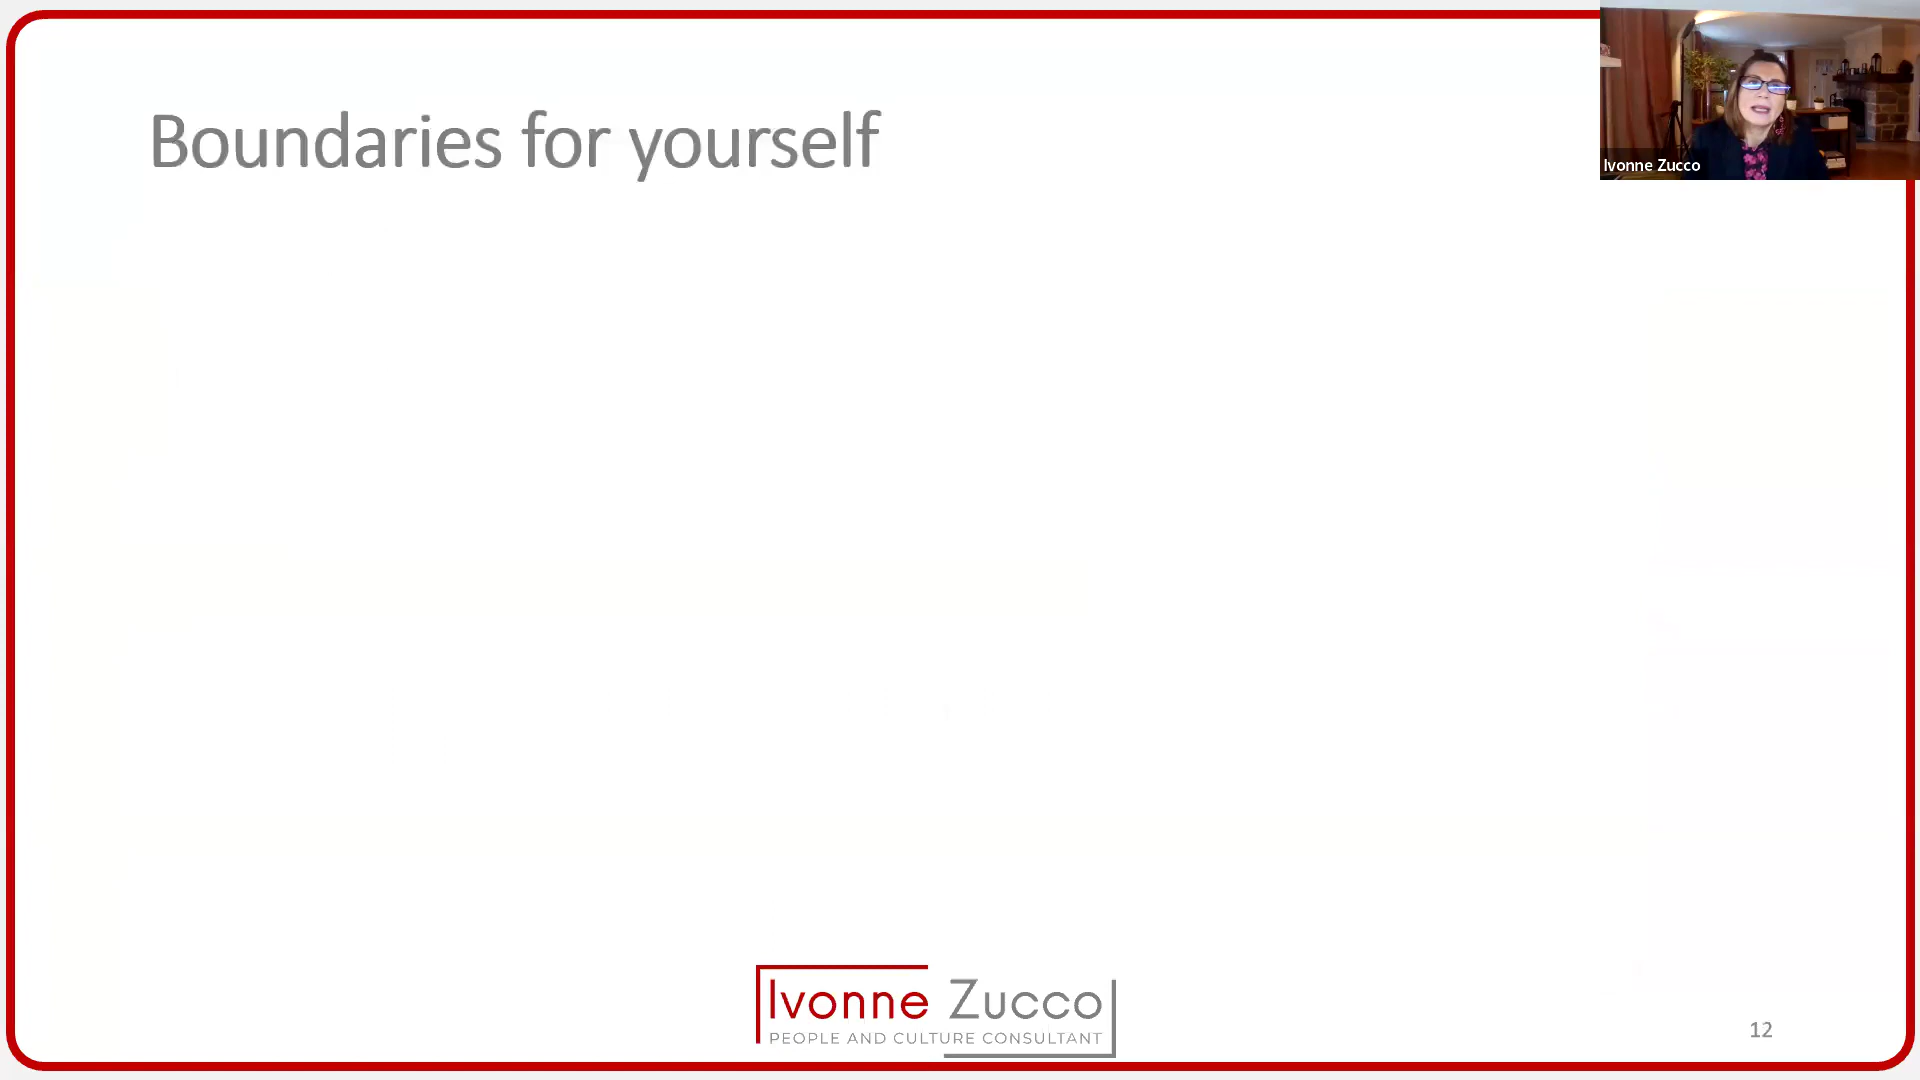 Boundaries for yourself
Ivonne Zucco
Ivonne Zucco
PEOPLE AND CULTURE CONSULTANT
12